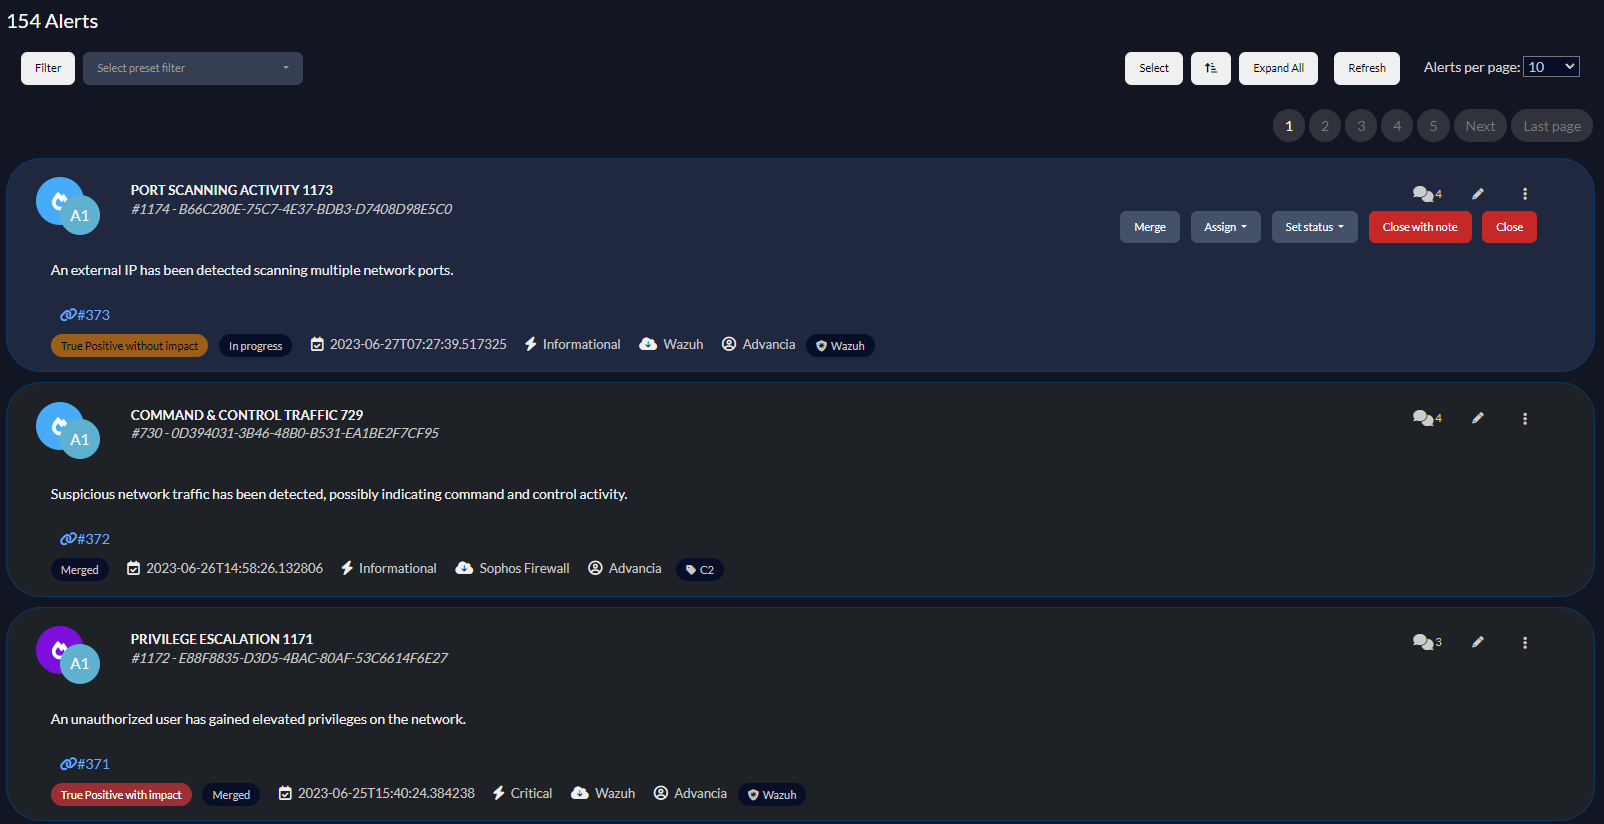 154 Alerts
Filter Select preset filter Select Expand All Refresh Alerts per page: 10
1 2 3 4 5 Next Last page
PORT SCANNING ACTIVITY 1173 4
#1174 - B66C280E-75C7-4E37-BDB3-D7408D98E5C0
A1
Merge Assign Set status Close with note Close
An external IP has been detected scanning multiple network ports.
#373
True Positive without impact In progress 2023-06-27T07:27:39.517325 Informational Wazuh Advancia Wazuh
COMMAND & CONTROL TRAFFIC 729 4
#730 - 0D394031-3B46-48B0-B531-EA1BE2F7CF95
A1
Suspicious network traffic has been detected, possibly indicating command and control activity.
#372
Merged 2023-06-26T14:58:26.132806 Informational Sophos Firewall Advancia C2
PRIVILEGE ESCALATION 1171 3
#1172 - E88F8835-D3D5-4BAC-80AF-53C6614F6E27
A1
An unauthorized user has gained elevated privileges on the network.
#371
True Positive with impact Merged 2023-06-25T15:40:24.384238 Critical Wazuh Advancia Wazuh